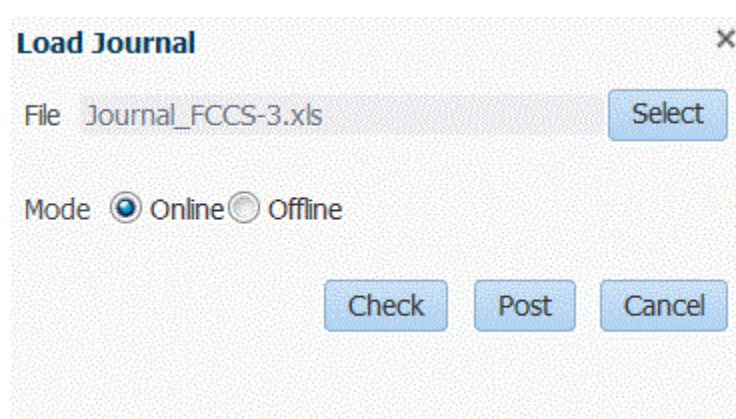 Load Journal ×
File Journal_FCCS-3.xls Select
Mode Online Offline
Check Post Cancel